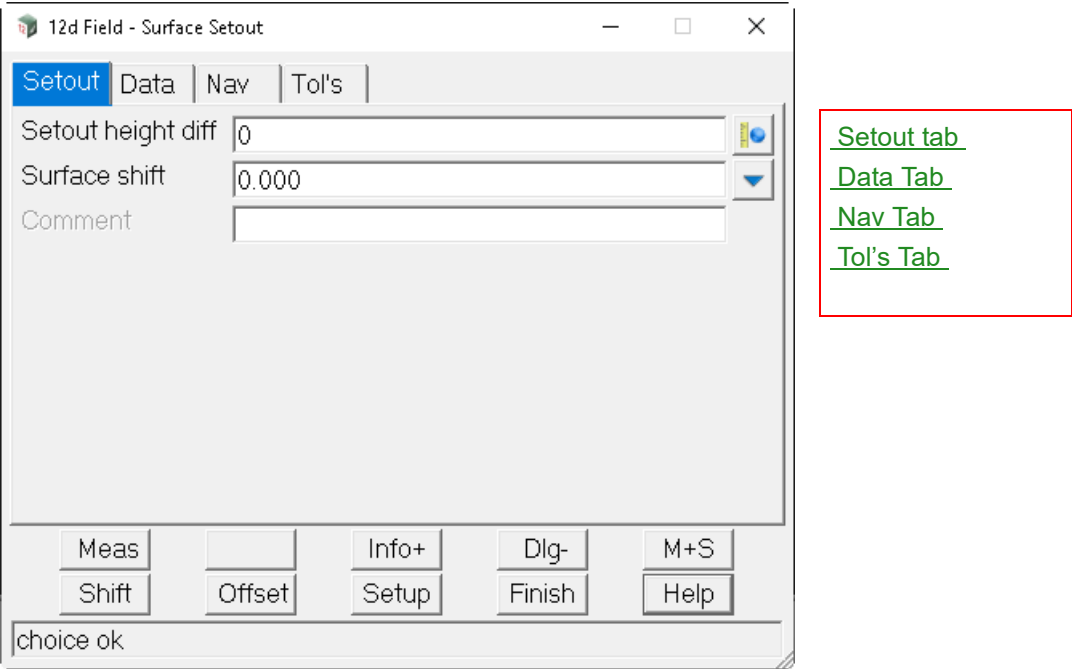 12d Field - Surface Setout
Setout Data Nav Tol's
Setout height diff 0
Surface shift 0.000
Comment
Meas Info+ Dlg- M+S
Shift Offset Setup Finish Help
choice ok
Setout tab
Data Tab
Nav Tab
Tol’s Tab